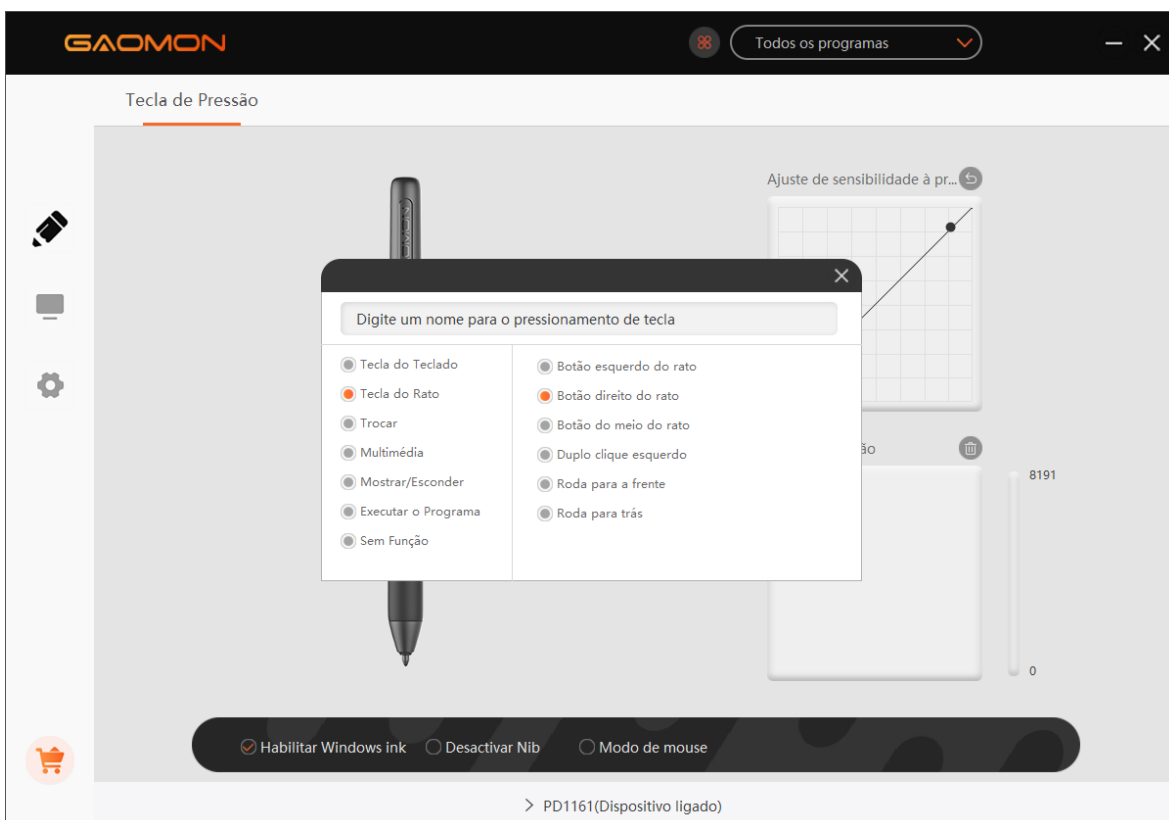 GAOMON
Todos os programas
Tecla de Pressão
Ajuste de sensibilidade à pr...
Digite um nome para o pressionamento de tecla
Tecla do Teclado
Tecla do Rato
Trocar
Multimédia
Mostrar/Esconder
Executar o Programa
Sem Função
Botão esquerdo do rato
Botão direito do rato
Botão do meio do rato
Duplo clique esquerdo
Roda para a frente
Roda para trás
ão
8191
0
Habilitar Windows ink
Desactivar Nib
Modo de mouse
PD1161(Dispositivo ligado)